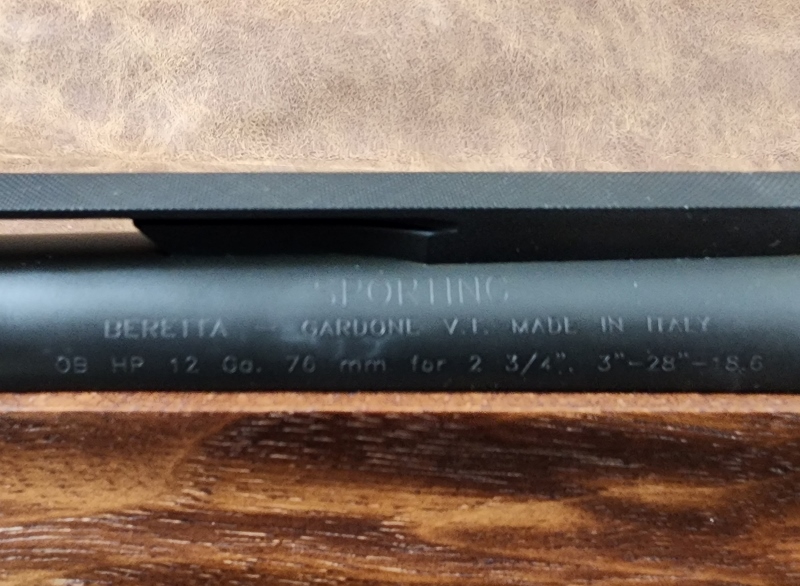 SPORTING
BERETTA - GARDONE V.T. MADE IN ITALY
OB HP 12 Ga. 76 mm for 2 3/4", 3"-28"-18.6